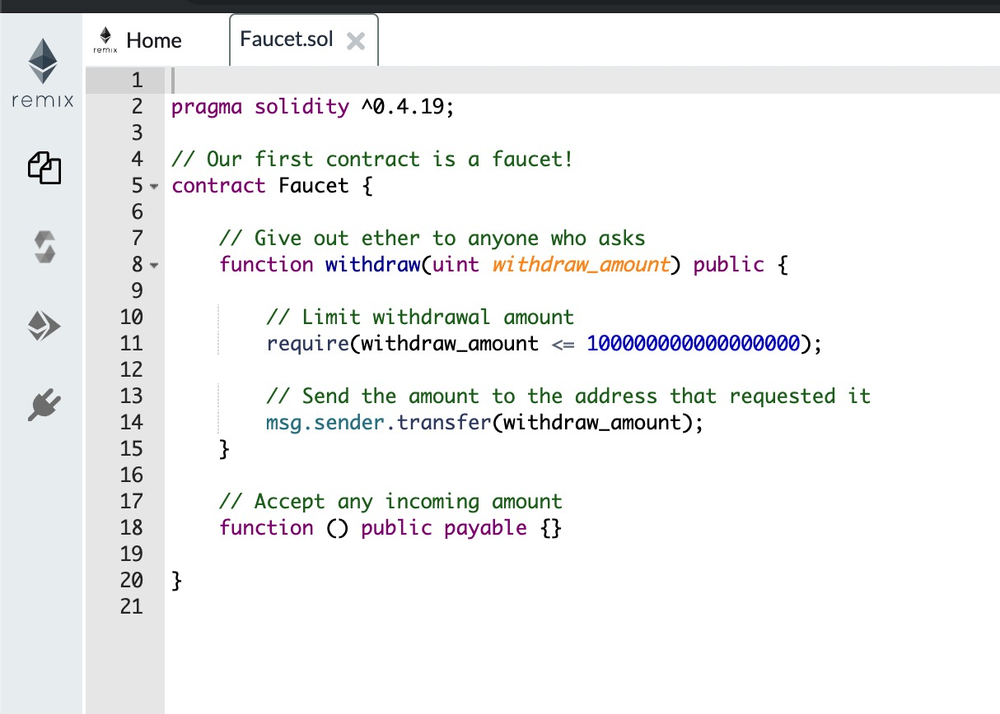 remix
remix Home Faucet.sol
1
2 pragma solidity ^0.4.19;
3
4 // Our first contract is a faucet!
5 contract Faucet {
6
7 // Give out ether to anyone who asks
8 function withdraw(uint withdraw_amount) public {
9
10 // Limit withdrawal amount
11 require(withdraw_amount <= 100000000000000000);
12
13 // Send the amount to the address that requested it
14 msg.sender.transfer(withdraw_amount);
15 }
16
17 // Accept any incoming amount
18 function () public payable {}
19
20 }
21